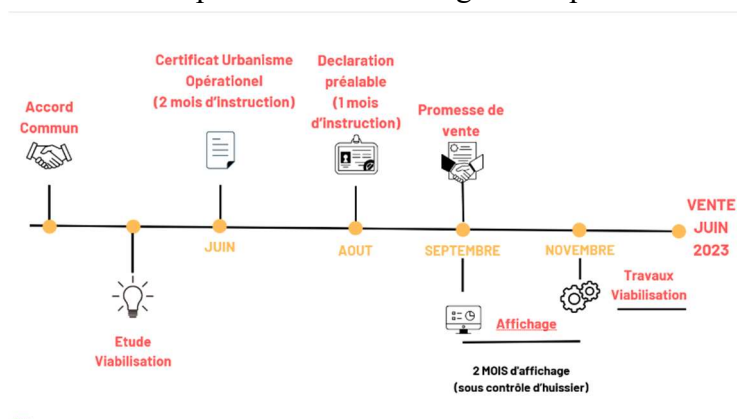 Accord
Commun
Certificat Urbanisme
Opérationel
(2 mois d'instruction)
Declaration
préalable
(1 mois
d'instruction)
Promesse de
vente
JUIN
AOUT
SEPTEMBRE
NOVEMBRE
VENTE
JUIN
2023
Etude
Viabilisation
Affichage
Travaux
Viabilisation
2 MOIS d'affichage
(sous contrôle d'huissier)